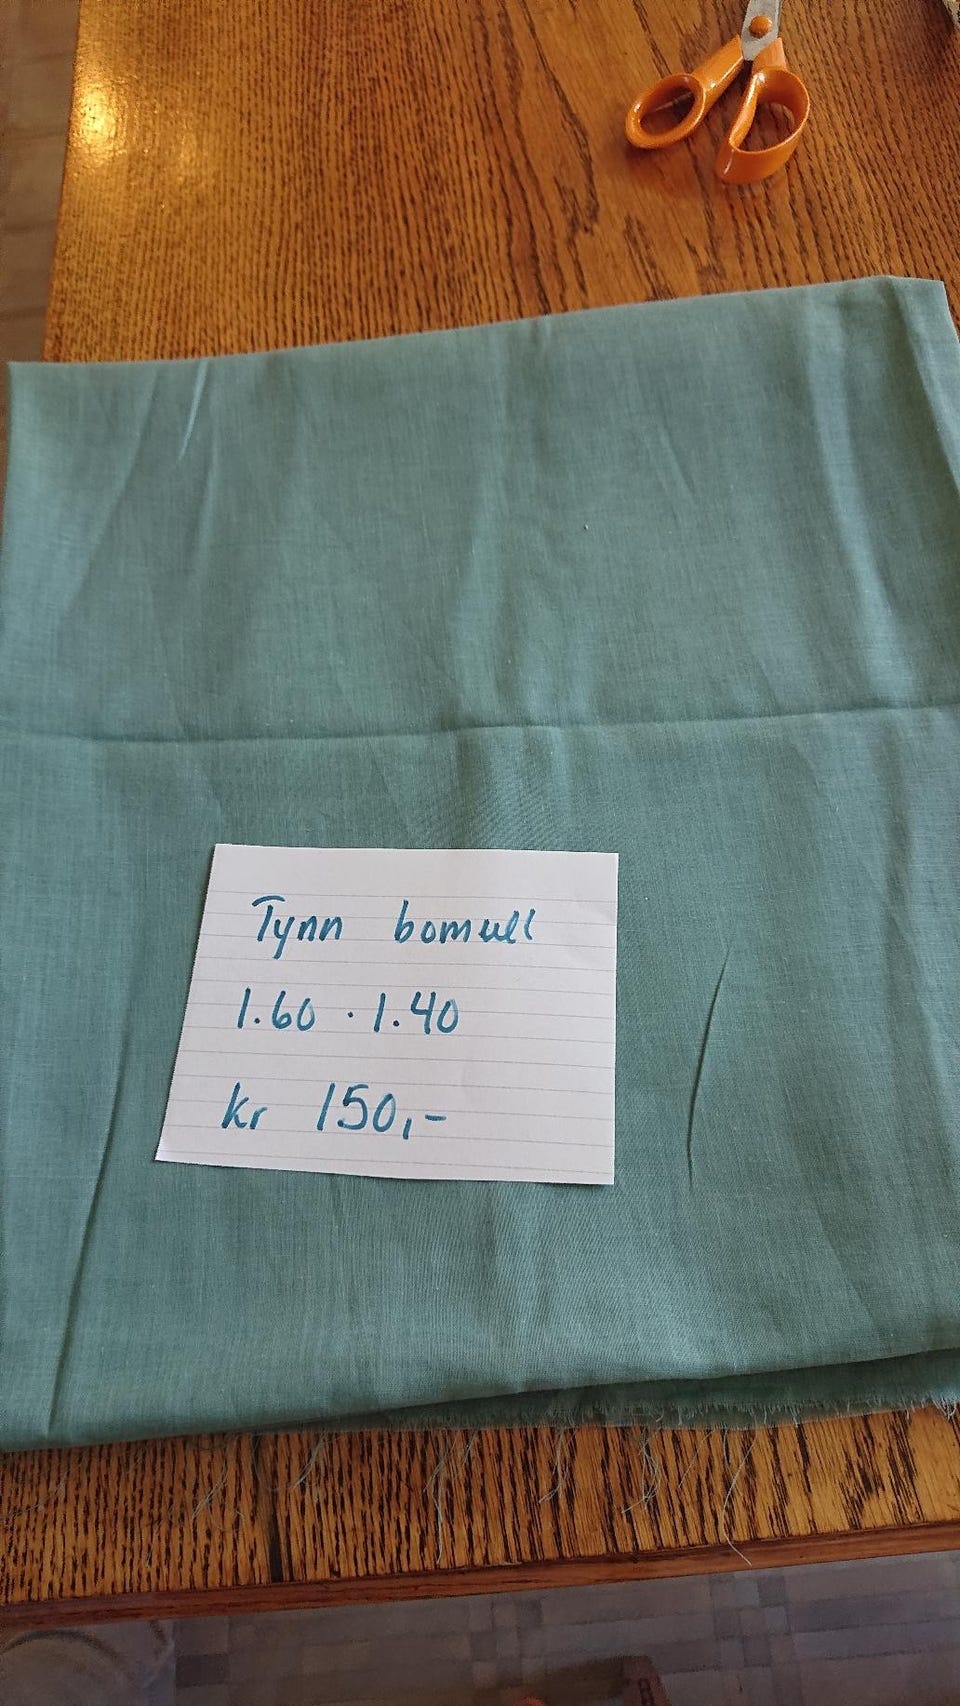 Tynn bomull
1.60 · 1.40
kr 150,-